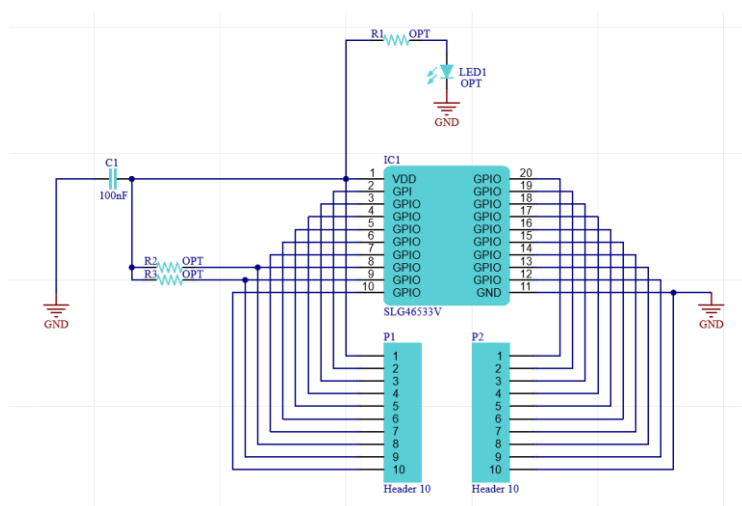 R1 OPT
LED1
OPT
GND
C1
100nF
IC1
1 VDD GPIO 20
2 GPI GPIO 19
3 GPIO GPIO 18
4 GPIO GPIO 17
5 GPIO GPIO 16
6 GPIO GPIO 15
7 GPIO GPIO 14
8 GPIO GPIO 13
9 GPIO GPIO 12
10 GPIO GND 11
SLG46533V
R2 OPT
R3 OPT
GND
GND
P1
1
2
3
4
5
6
7
8
9
10
Header 10
P2
1
2
3
4
5
6
7
8
9
10
Header 10